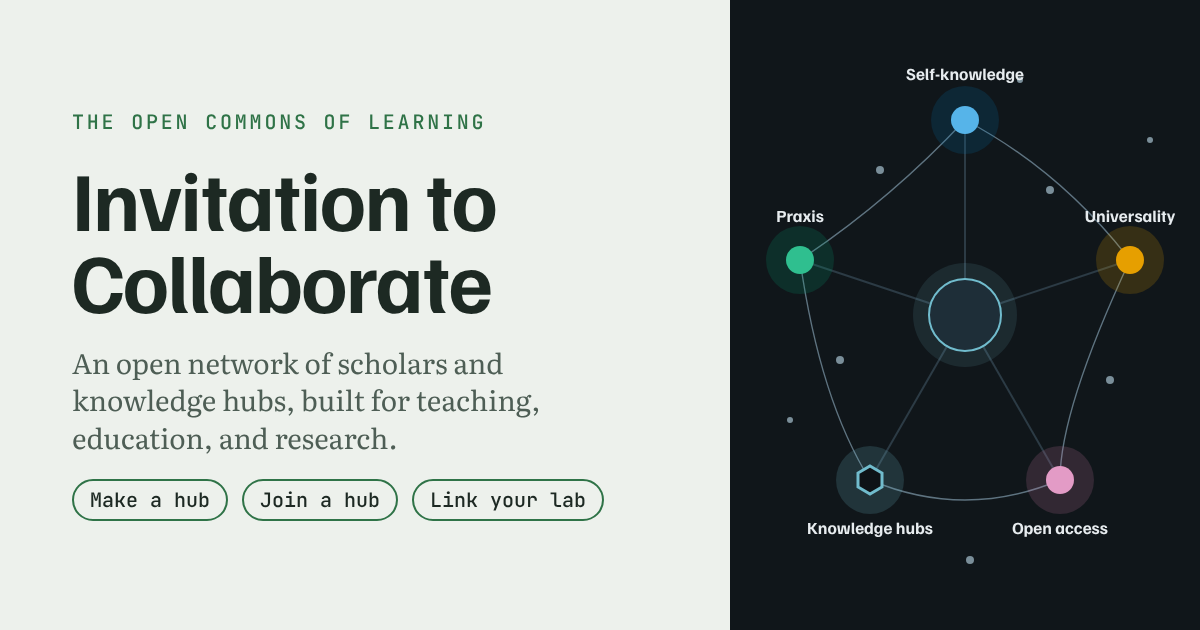 THE OPEN COMMONS OF LEARNING
Invitation to
Collaborate
An open network of scholars and
knowledge hubs, built for teaching,
education, and research.
Make a hub
Join a hub
Link your lab
Self-knowledge
Praxis
Universality
Knowledge hubs
Open access